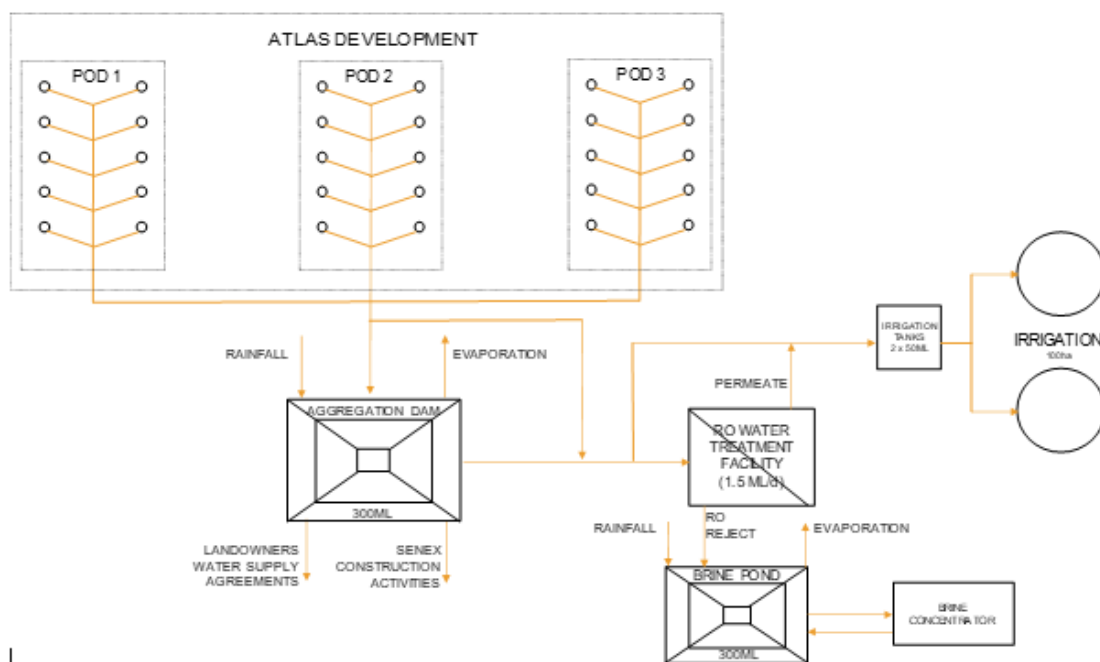 ATLAS DEVELOPMENT
POD 1
POD 2
POD 3
RAINFALL
EVAPORATION
AGGREGATION DAM
300ML
LANDOWNERS
WATER SUPPLY
AGREEMENTS
SENEX
CONSTRUCTION
ACTIVITIES
PERMEATE
RO WATER
TREATMENT
FACILITY
(1.5 ML/d)
IRRIGATION
TANKS
2 x 50ML
IRRIGATION
100ha
RAINFALL
RO
REJECT
EVAPORATION
BRINE POND
300ML
BRINE
CONCENTRATOR